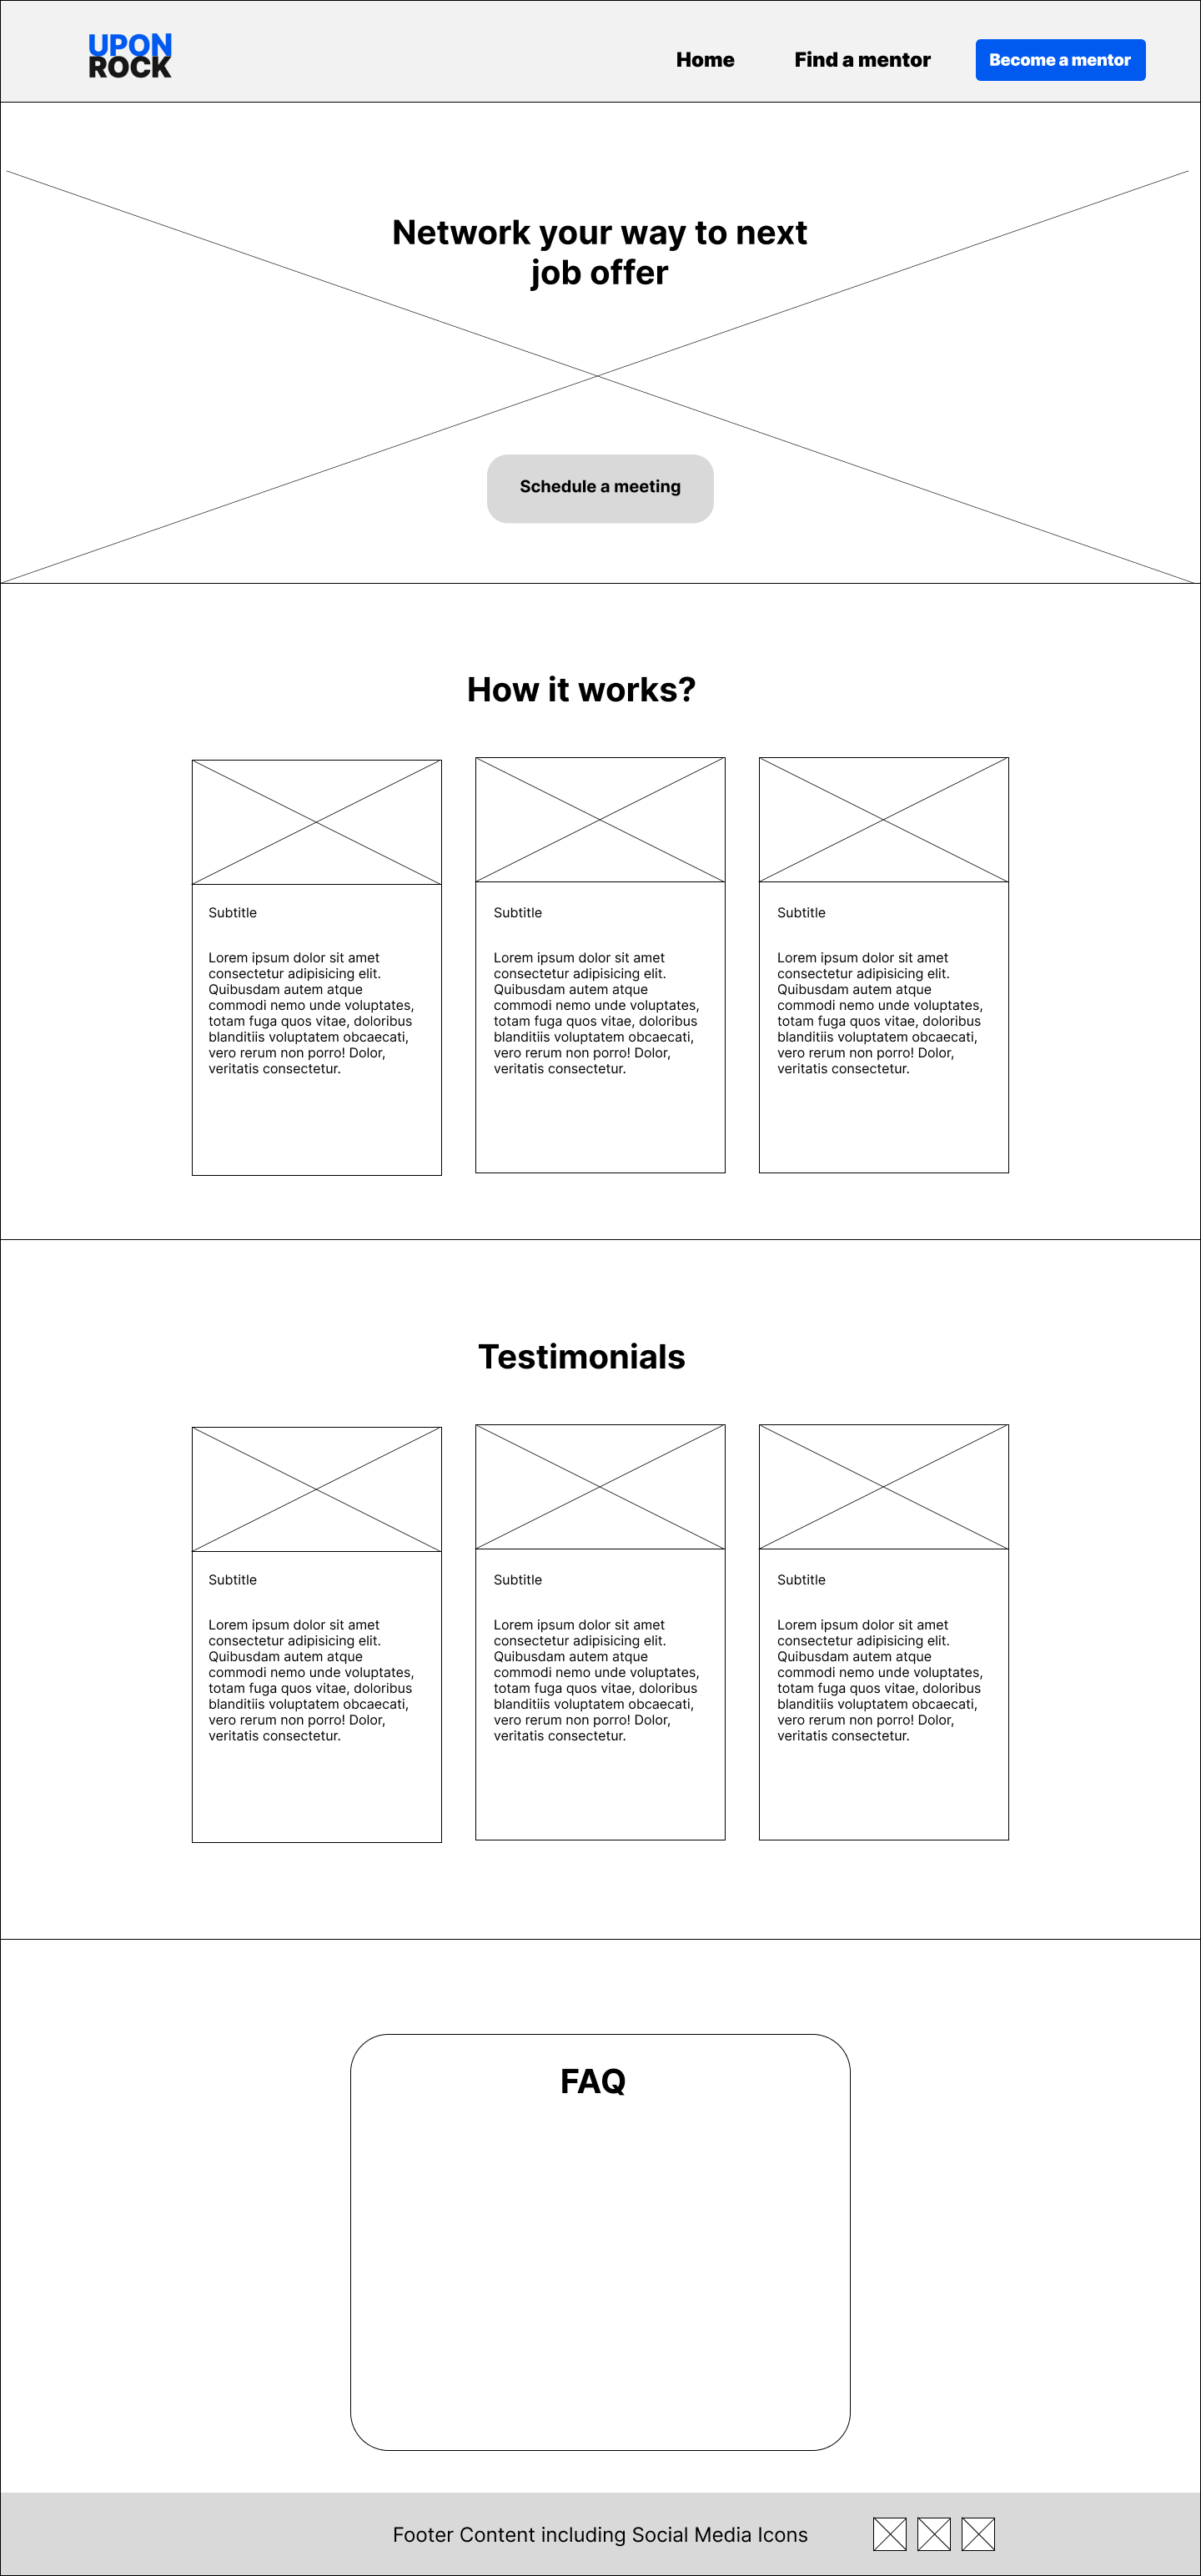 UPON
ROCK
Home
Find a mentor
Become a mentor
Network your way to next
job offer
Schedule a meeting
How it works?
Subtitle
Lorem ipsum dolor sit amet
consectetur adipisicing elit.
Quibusdam autem atque
commodi nemo unde voluptates,
totam fuga quos vitae, doloribus
blanditiis voluptatem obcaecati,
vero rerum non porro! Dolor,
veritatis consectetur.
Subtitle
Lorem ipsum dolor sit amet
consectetur adipisicing elit.
Quibusdam autem atque
commodi nemo unde voluptates,
totam fuga quos vitae, doloribus
blanditiis voluptatem obcaecati,
vero rerum non porro! Dolor,
veritatis consectetur.
Subtitle
Lorem ipsum dolor sit amet
consectetur adipisicing elit.
Quibusdam autem atque
commodi nemo unde voluptates,
totam fuga quos vitae, doloribus
blanditiis voluptatem obcaecati,
vero rerum non porro! Dolor,
veritatis consectetur.
Testimonials
Subtitle
Lorem ipsum dolor sit amet
consectetur adipisicing elit.
Quibusdam autem atque
commodi nemo unde voluptates,
totam fuga quos vitae, doloribus
blanditiis voluptatem obcaecati,
vero rerum non porro! Dolor,
veritatis consectetur.
Subtitle
Lorem ipsum dolor sit amet
consectetur adipisicing elit.
Quibusdam autem atque
commodi nemo unde voluptates,
totam fuga quos vitae, doloribus
blanditiis voluptatem obcaecati,
vero rerum non porro! Dolor,
veritatis consectetur.
Subtitle
Lorem ipsum dolor sit amet
consectetur adipisicing elit.
Quibusdam autem atque
commodi nemo unde voluptates,
totam fuga quos vitae, doloribus
blanditiis voluptatem obcaecati,
vero rerum non porro! Dolor,
veritatis consectetur.
FAQ
Footer Content including Social Media Icons